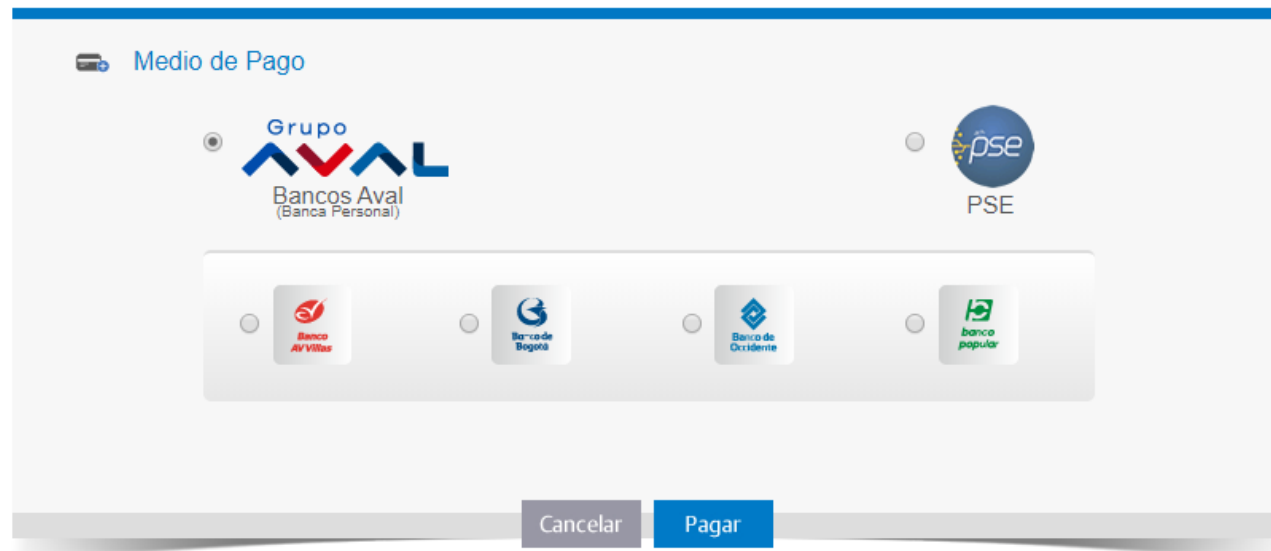 Medio de Pago
Grupo
AVAL
Bancos Aval
(Banca Personal)
pse
PSE
Banco
AV Villas
Banco de
Bogotá
Banco de
Occidente
banco
popular
Cancelar
Pagar